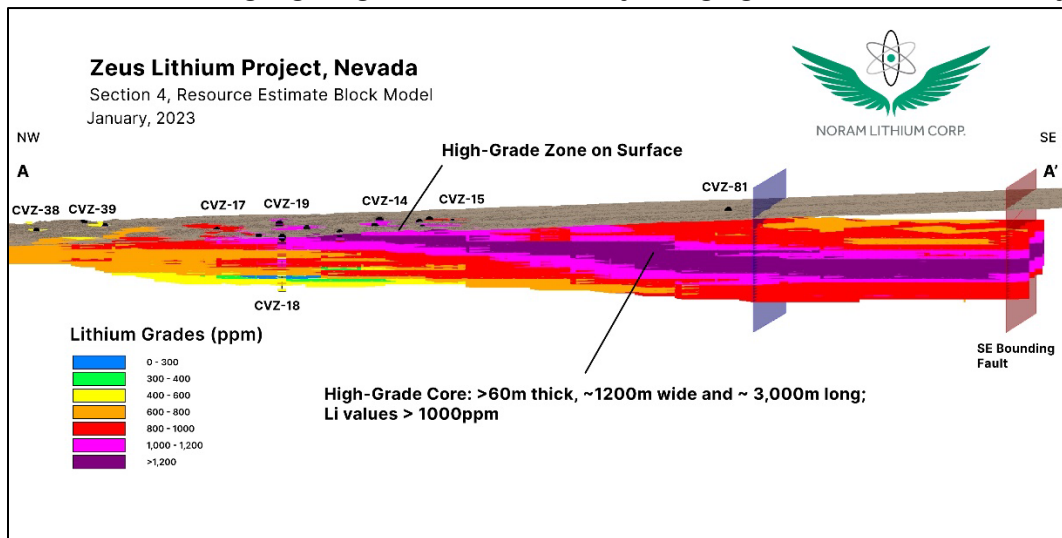 Zeus Lithium Project, Nevada
Section 4, Resource Estimate Block Model
January, 2023
NORAM LITHIUM CORP.
NW
SE
A
A'
High-Grade Zone on Surface
CVZ-38
CVZ-39
CVZ-17
CVZ-19
CVZ-14
CVZ-15
CVZ-81
CVZ-18
Lithium Grades (ppm)
0 - 300
300 - 400
400 - 600
600 - 800
800 - 1000
1,000 - 1,200
>1,200
SE Bounding
Fault
High-Grade Core: >60m thick, ~1200m wide and ~ 3,000m long;
Li values > 1000ppm